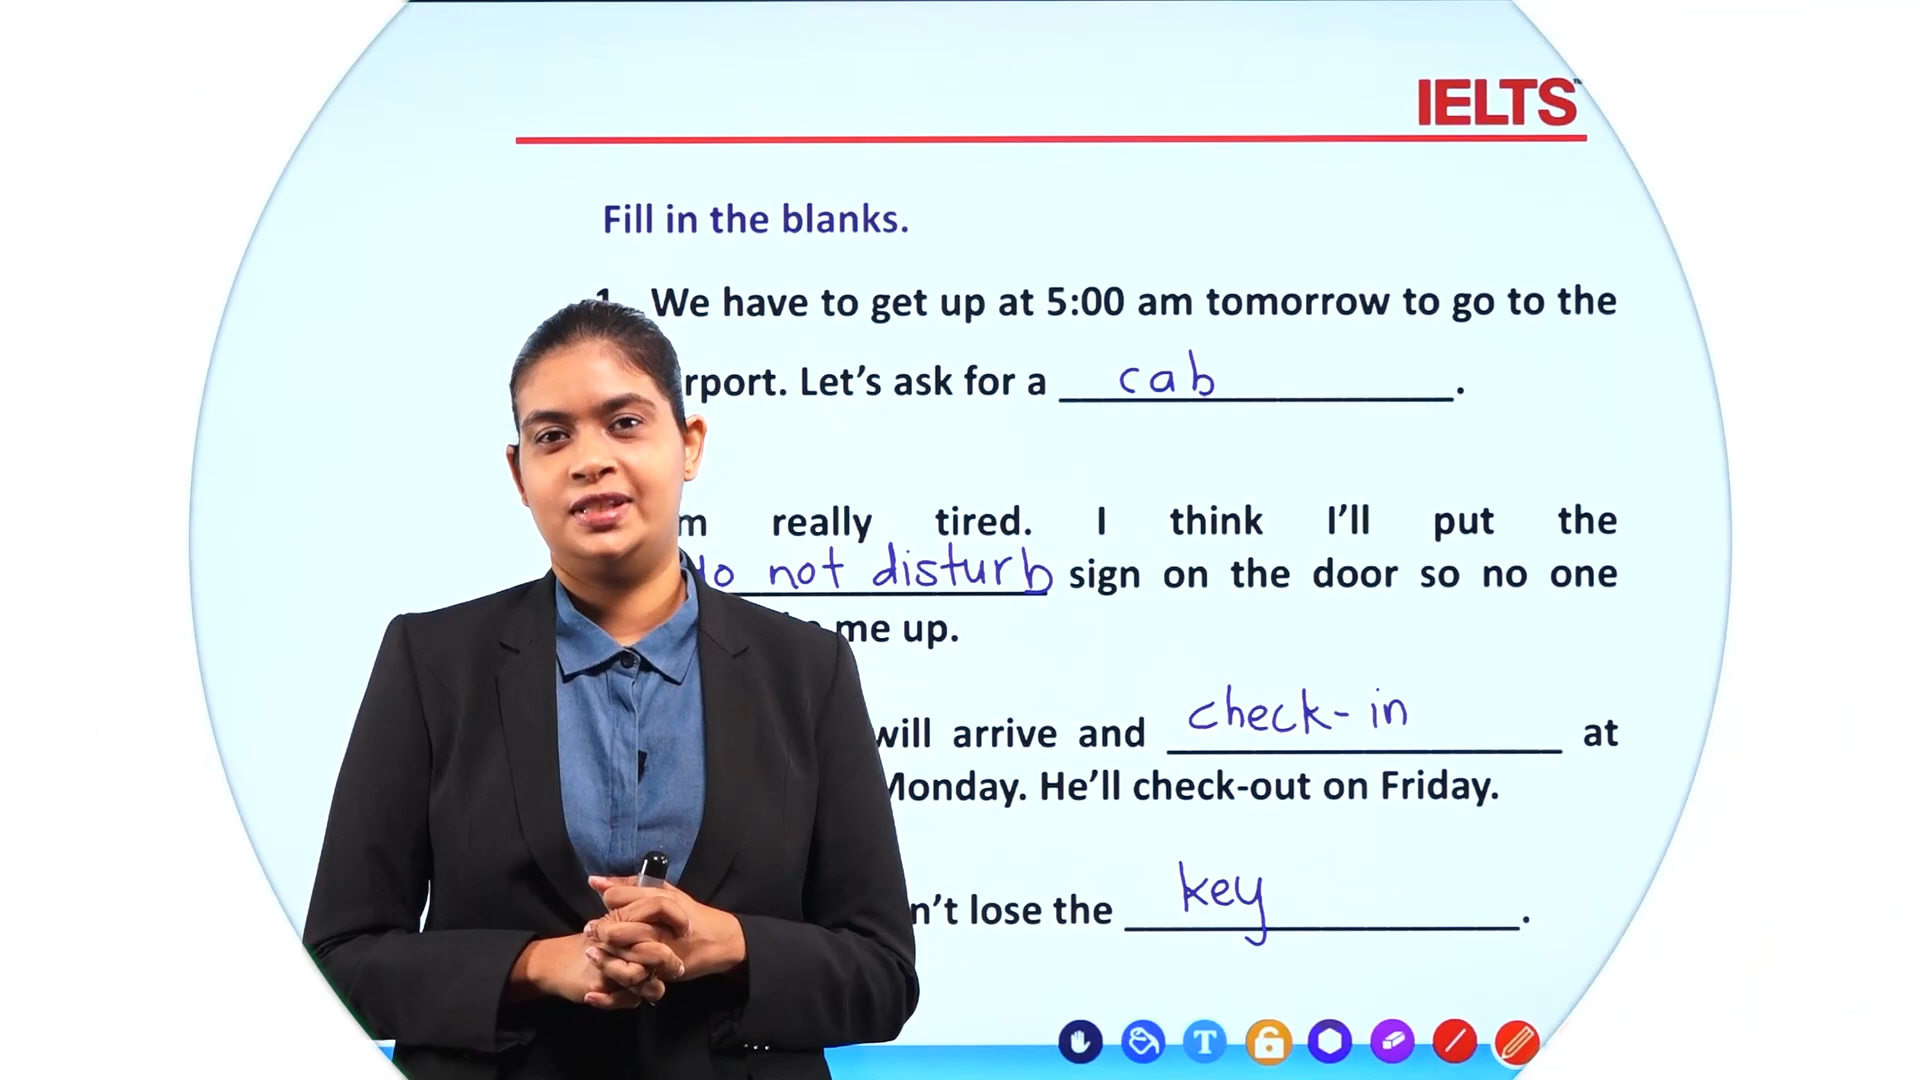 IELTS™
Fill in the blanks.
We have to get up at 5:00 am tomorrow to go to the
rport. Let’s ask for a cab.
m really tired. I think I’ll put the
do not disturb sign on the door so no one
me up.
will arrive and check-in at
Monday. He’ll check-out on Friday.
n’t lose the key.
T